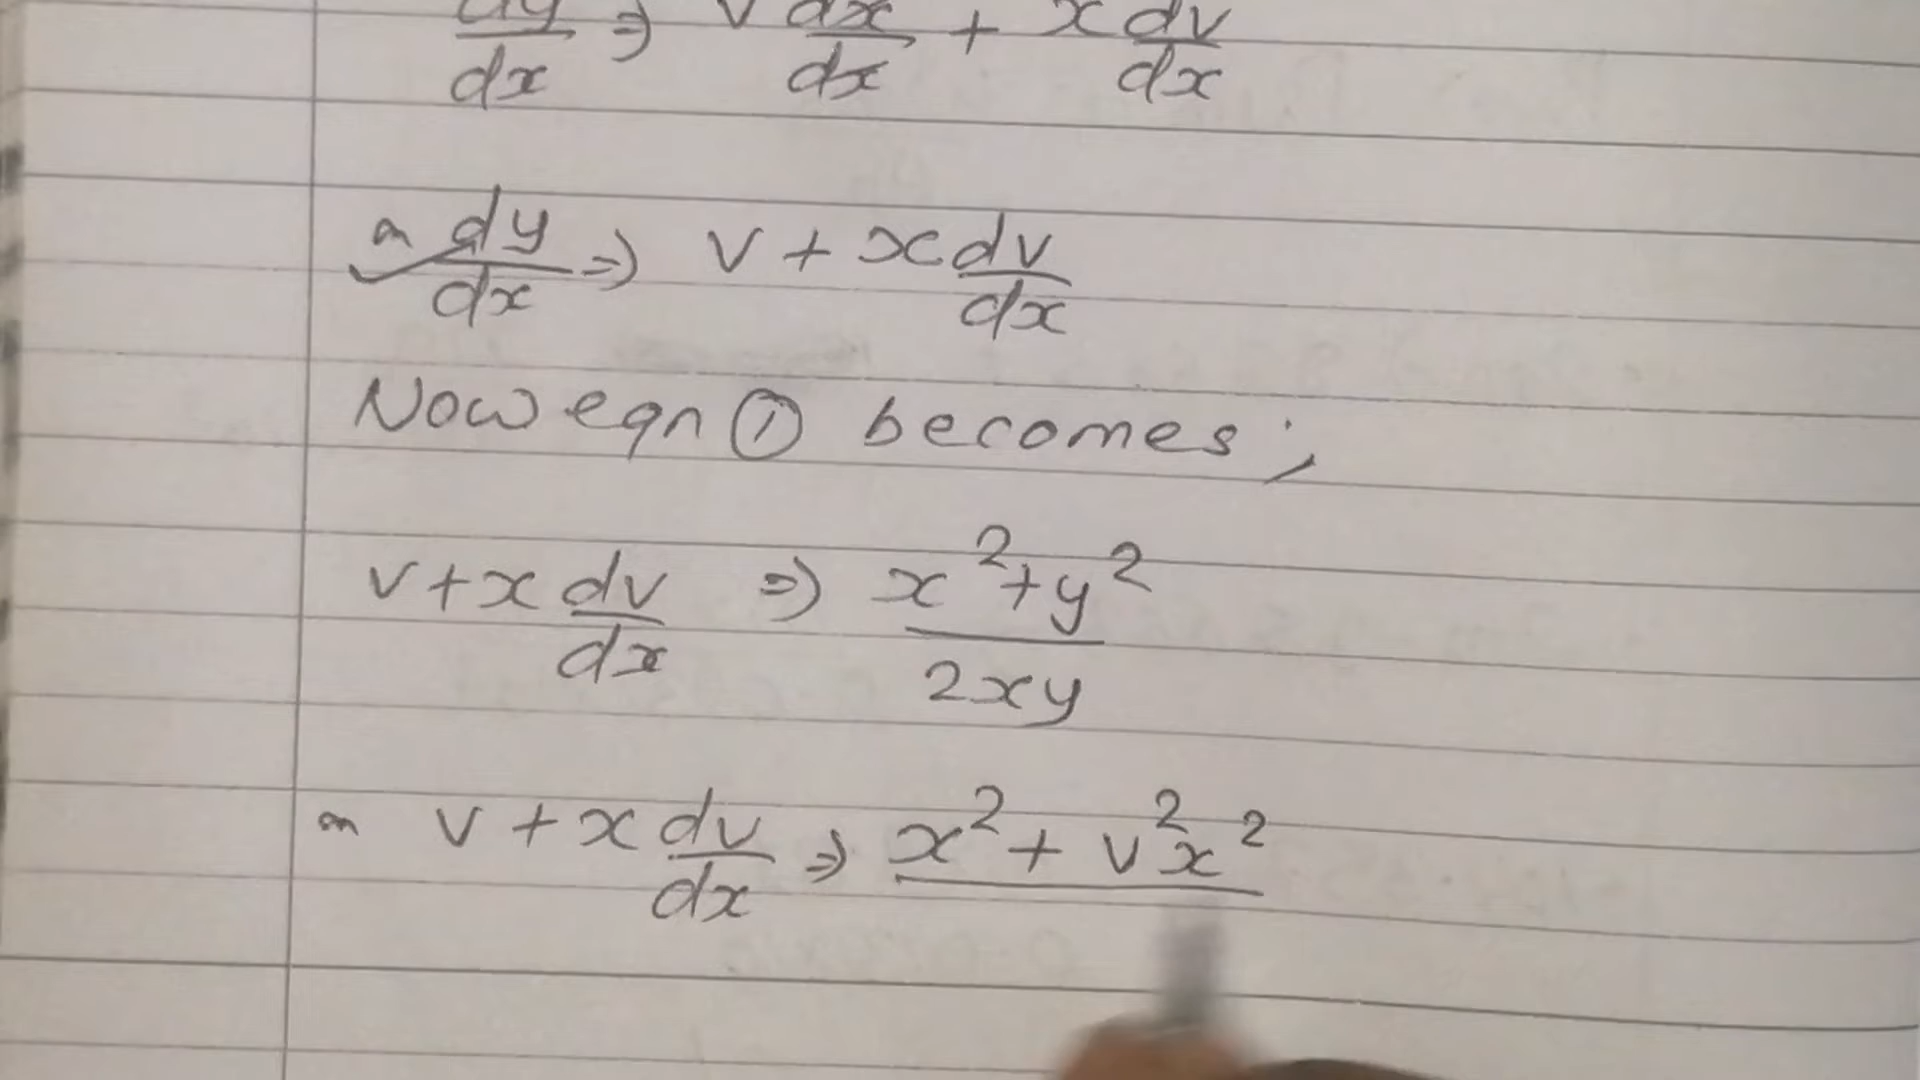 dy/dx ⇒ v dx/dx + x dv/dx
dy/dx ⇒ v + x dv/dx
Now eqn ① becomes;
v + x dv/dx ⇒ x² + y² / 2xy
v + x dv/dx ⇒ x² + v²x²